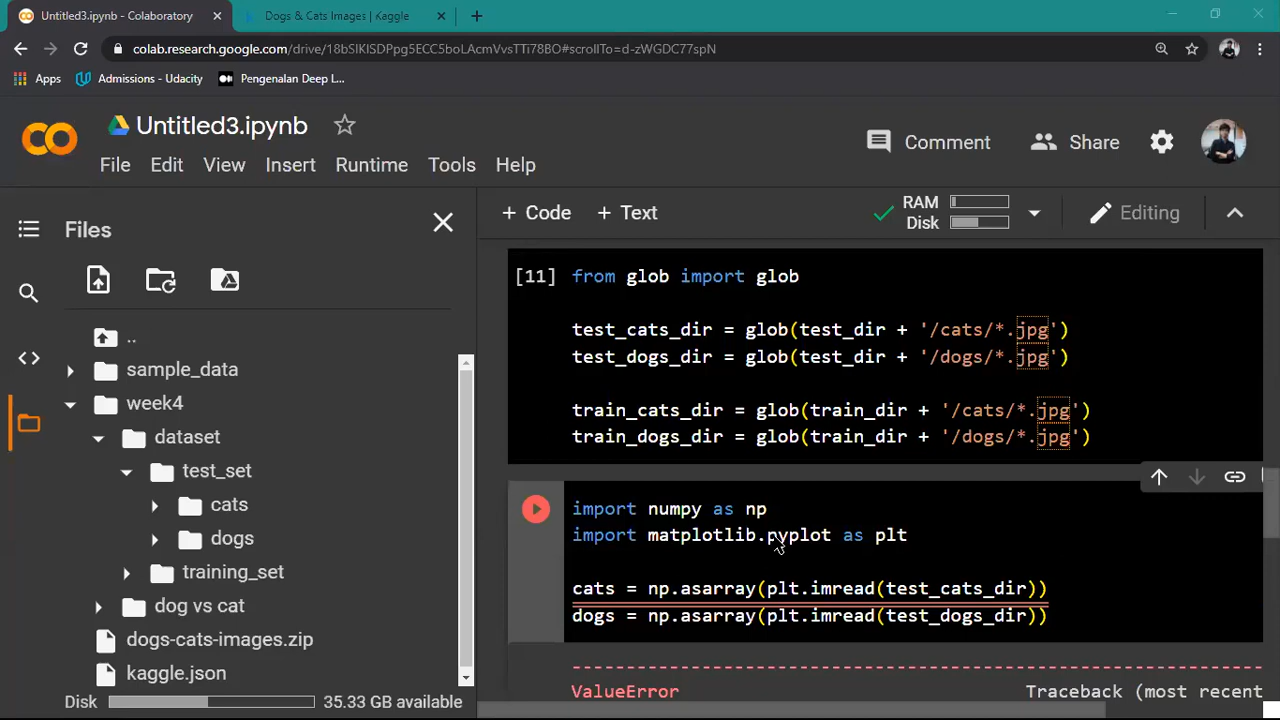 Untitled3.ipynb - Colaboratory
Dogs & Cats Images | Kaggle
colab.research.google.com/drive/18bSIKISDPpg5ECC5boLAcmVvsTTi78BO#scrollTo=d-zWGDC77spN
Apps
Admissions - Udacity
Pengenalan Deep L...
Untitled3.ipynb
Comment
Share
File Edit View Insert Runtime Tools Help
Files
+ Code + Text
RAM
Disk
Editing
..
sample_data
week4
dataset
test_set
cats
dogs
training_set
dog vs cat
dogs-cats-images.zip
kaggle.json
Disk
35.33 GB available
[11] from glob import glob
test_cats_dir = glob(test_dir + '/cats/*.jpg')
test_dogs_dir = glob(test_dir + '/dogs/*.jpg')
train_cats_dir = glob(train_dir + '/cats/*.jpg')
train_dogs_dir = glob(train_dir + '/dogs/*.jpg')
import numpy as np
import matplotlib.pyplot as plt
cats = np.asarray(plt.imread(test_cats_dir))
dogs = np.asarray(plt.imread(test_dogs_dir))
-----------------------------------------------------------------
ValueError Traceback (most recent